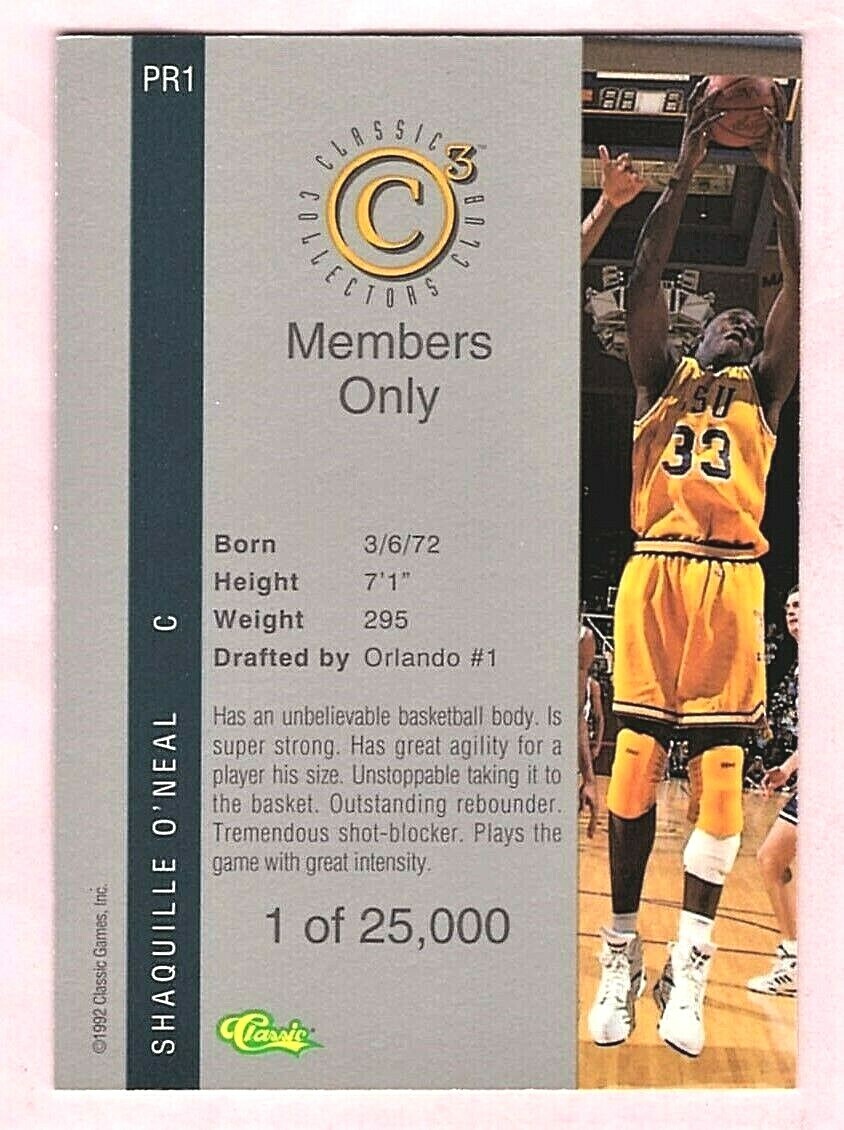 PR1
CLASSIC
COLLECTORS CLUB
C3™
Members
Only
Born 3/6/72
Height 7'1"
Weight 295
Drafted by Orlando #1
Has an unbelievable basketball body. Is
super strong. Has great agility for a
player his size. Unstoppable taking it to
the basket. Outstanding rebounder.
Tremendous shot-blocker. Plays the
game with great intensity.
1 of 25,000
Classic
SHAQUILLE O'NEAL C
©1992 Classic Games, Inc.
SU
33
MA